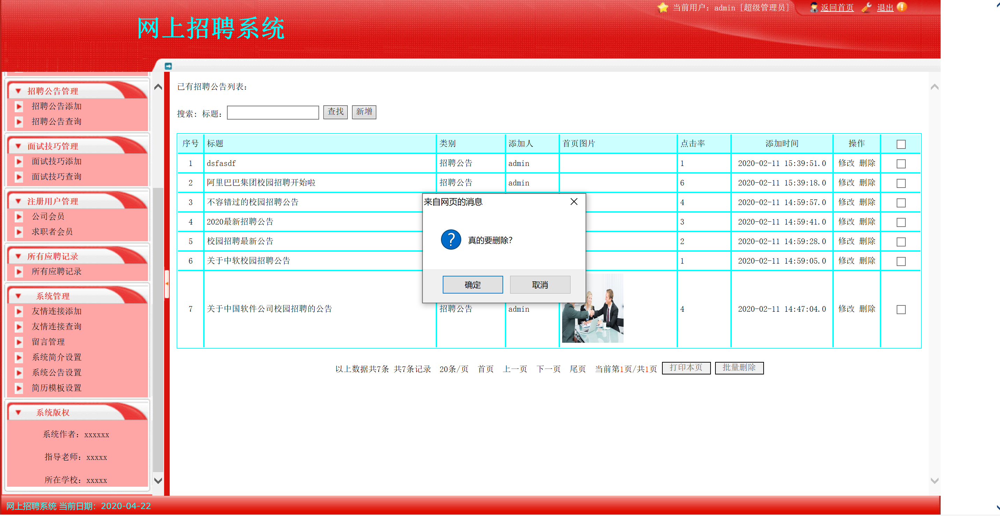 当前用户: admin [超级管理员] 返回首页 退出
网上招聘系统
招聘公告管理
招聘公告添加
招聘公告查询
面试技巧管理
面试技巧添加
面试技巧查询
注册用户管理
公司会员
求职者会员
所有应聘记录
所有应聘记录
系统管理
友情连接添加
友情连接查询
留言管理
系统简介设置
系统公告设置
简历模板设置
系统版权
系统作者: xxxxxx
指导老师: xxxxx
所在学校: xxxxx
已有招聘公告列表:
搜索: 标题: 查找 新增
序号 标题 类别 添加人 首页图片 点击率 添加时间 操作
1 dsfasdf 招聘公告 admin 1 2020-02-11 15:39:51.0 修改 删除
2 阿里巴巴集团校园招聘开始啦 招聘公告 admin 6 2020-02-11 15:39:18.0 修改 删除
3 不容错过的校园招聘公告 4 2020-02-11 14:59:57.0 修改 删除
4 2020最新招聘公告 3 2020-02-11 14:59:41.0 修改 删除
5 校园招聘最新公告 2 2020-02-11 14:59:28.0 修改 删除
6 关于中软校园招聘公告 1 2020-02-11 14:59:05.0 修改 删除
7 关于中国软件公司校园招聘的公告 招聘公告 admin 4 2020-02-11 14:47:04.0 修改 删除
来自网页的消息
真的要删除?
确定 取消
以上数据共7条 共7条记录 20条/页 首页 上一页 下一页 尾页 当前第1页/共1页 打印本页 批量删除
网上招聘系统 当前日期: 2020-04-22